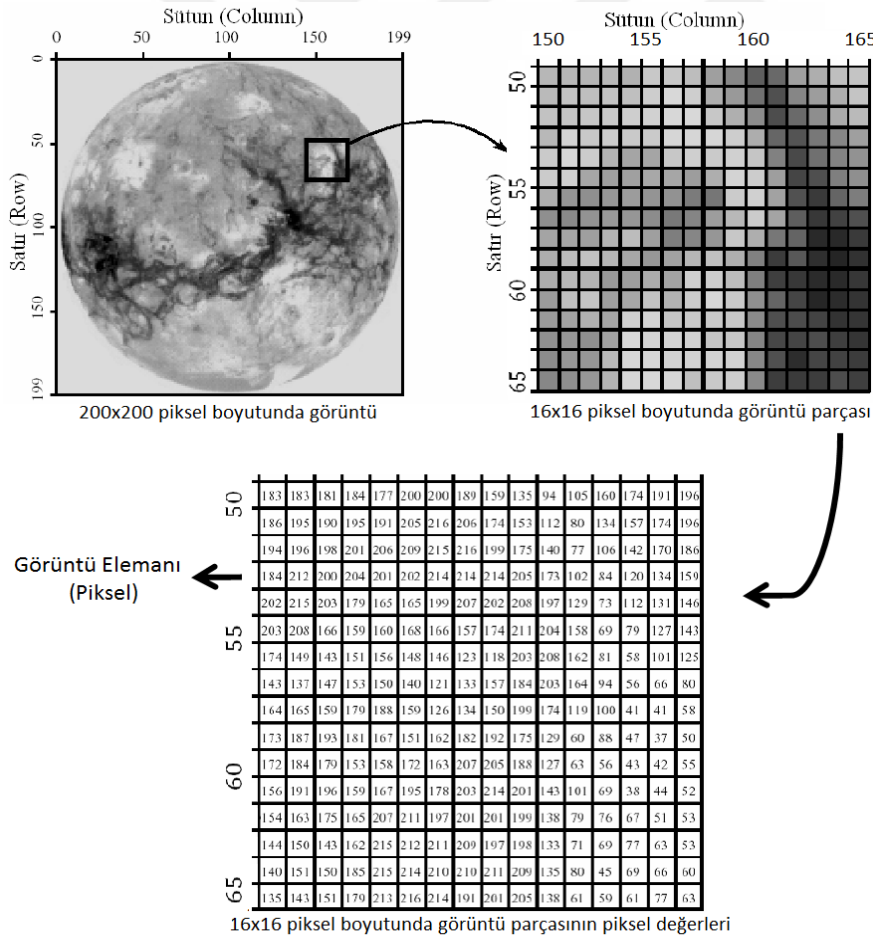 Sütun (Column)
0 50 100 150 199
Satır (Row)
0
50
100
150
199
200x200 piksel boyutunda görüntü
Sütun (Column)
150 155 160 165
Satır (Row)
50
55
60
65
16x16 piksel boyutunda görüntü parçası
Görüntü Elemanı
(Piksel)
50
55
60
65
183 183 181 184 177 200 200 189 159 135 94 105 160 174 191 196
186 195 190 195 191 205 216 206 174 153 112 80 134 157 174 196
194 196 198 201 206 209 215 216 199 175 140 77 106 142 170 186
184 212 200 204 201 202 214 214 214 205 173 102 84 120 134 159
202 215 203 179 165 165 199 207 202 208 197 129 73 112 131 146
203 208 166 159 160 168 166 157 174 211 204 158 69 79 127 143
174 149 143 151 156 148 146 123 118 203 208 162 81 58 101 125
143 137 147 153 150 140 121 133 157 184 203 164 94 56 66 80
164 165 159 179 188 159 126 134 150 199 174 119 100 41 41 58
173 187 193 181 167 151 162 182 192 175 129 60 88 47 37 50
172 184 179 153 158 172 163 207 205 188 127 63 56 43 42 55
156 191 196 159 167 195 178 203 214 201 143 101 69 38 44 52
154 163 175 165 207 211 197 201 201 199 138 79 76 67 51 53
144 150 143 162 215 212 211 209 197 198 133 71 69 77 63 53
140 151 150 185 215 214 210 210 211 209 135 80 45 69 66 60
135 143 151 179 213 216 214 191 201 205 138 61 59 61 77 63
16x16 piksel boyutunda görüntü parçasının piksel değerleri